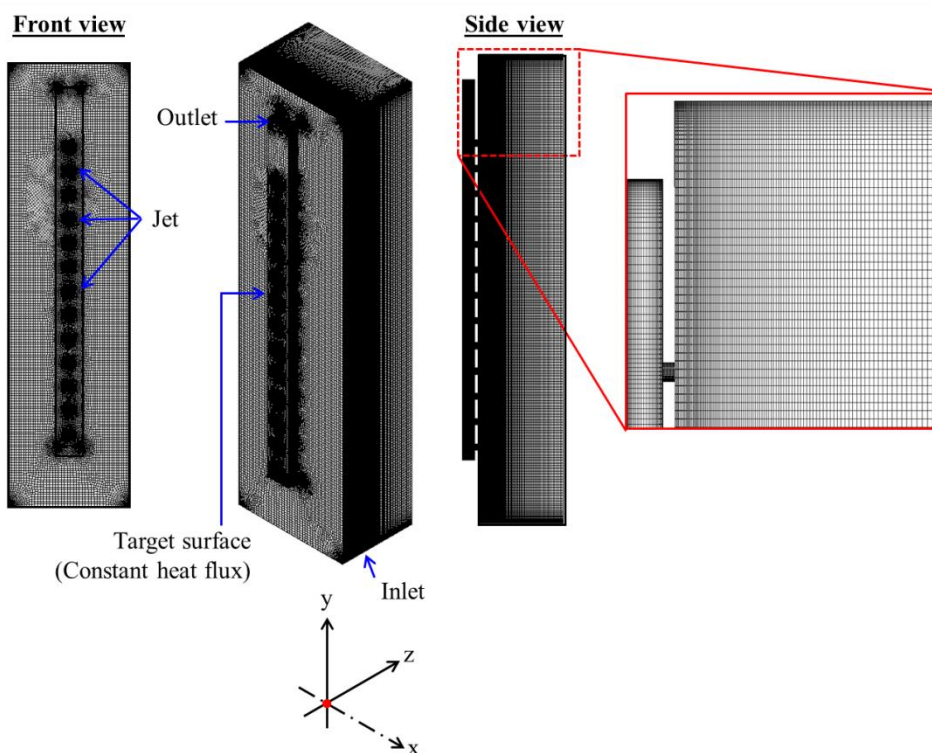 Front view
Side view
Outlet
Jet
Target surface
(Constant heat flux)
Inlet
y
z
x